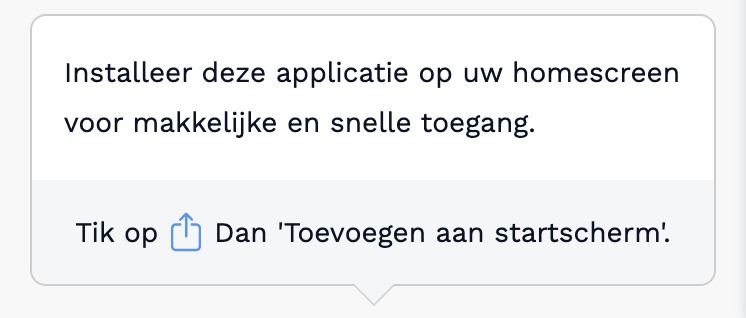 Installeer deze applicatie op uw homescreen
voor makkelijke en snelle toegang.
Tik op Dan 'Toevoegen aan startscherm'.